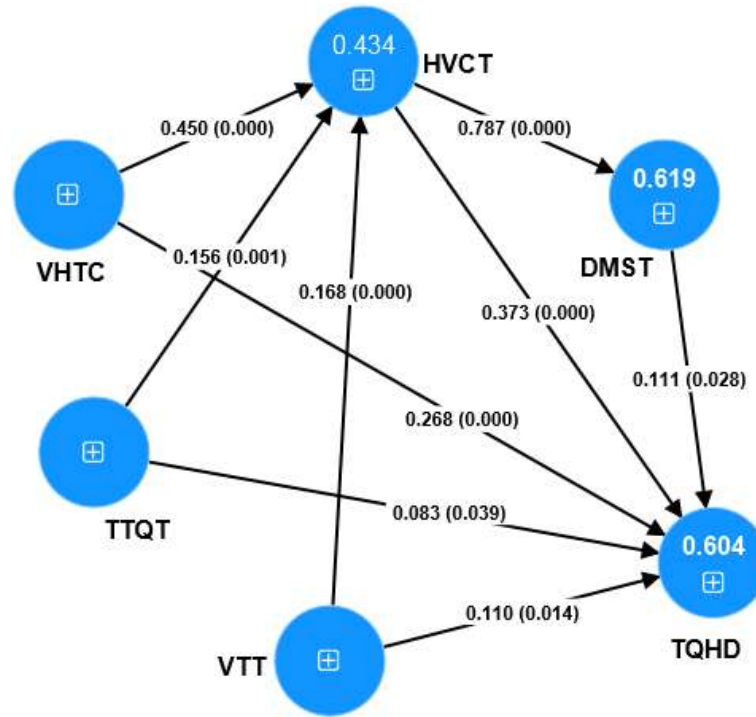 0.434
HVCT
0.450 (0.000)
0.787 (0.000)
0.619
VHTC
0.156 (0.001)
DMST
0.168 (0.000)
0.373 (0.000)
0.111 (0.028)
0.268 (0.000)
0.083 (0.039)
TTQT
0.604
0.110 (0.014)
VTT
TQHD